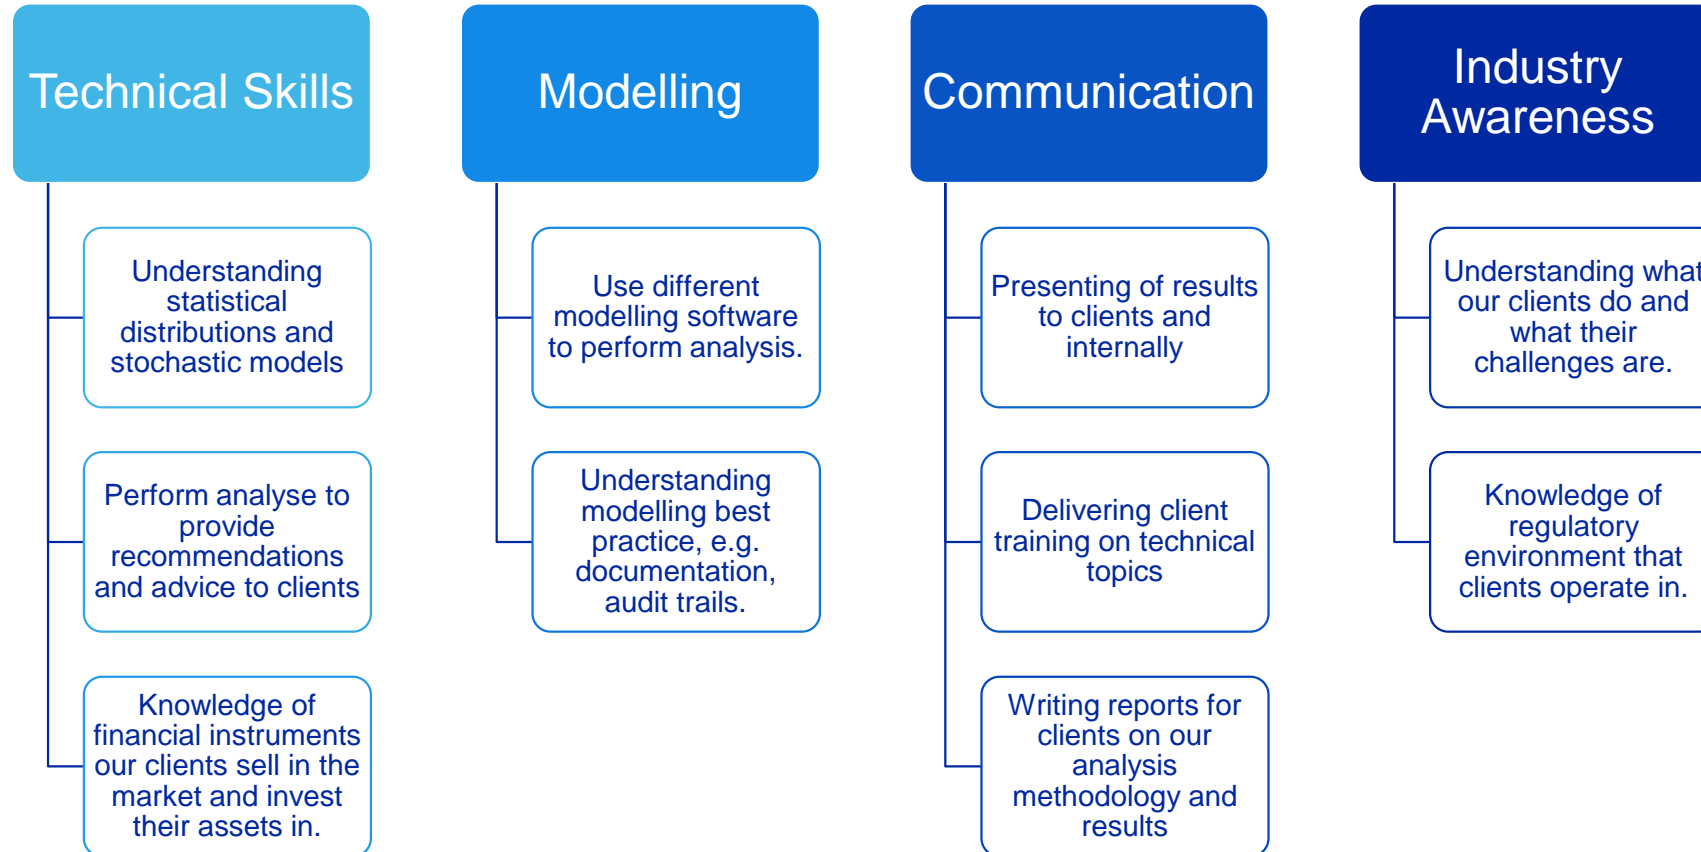 Technical Skills
Understanding
statistical
distributions and
stochastic models
Perform analyse to
provide
recommendations
and advice to clients
Knowledge of
financial instruments
our clients sell in the
market and invest
their assets in.
Modelling
Use different
modelling software
to perform analysis.
Understanding
modelling best
practice, e.g.
documentation,
audit trails.
Communication
Presenting of results
to clients and
internally
Delivering client
training on technical
topics
Writing reports for
clients on our
analysis
methodology and
results
Industry
Awareness
Understanding what
our clients do and
what their
challenges are.
Knowledge of
regulatory
environment that
clients operate in.